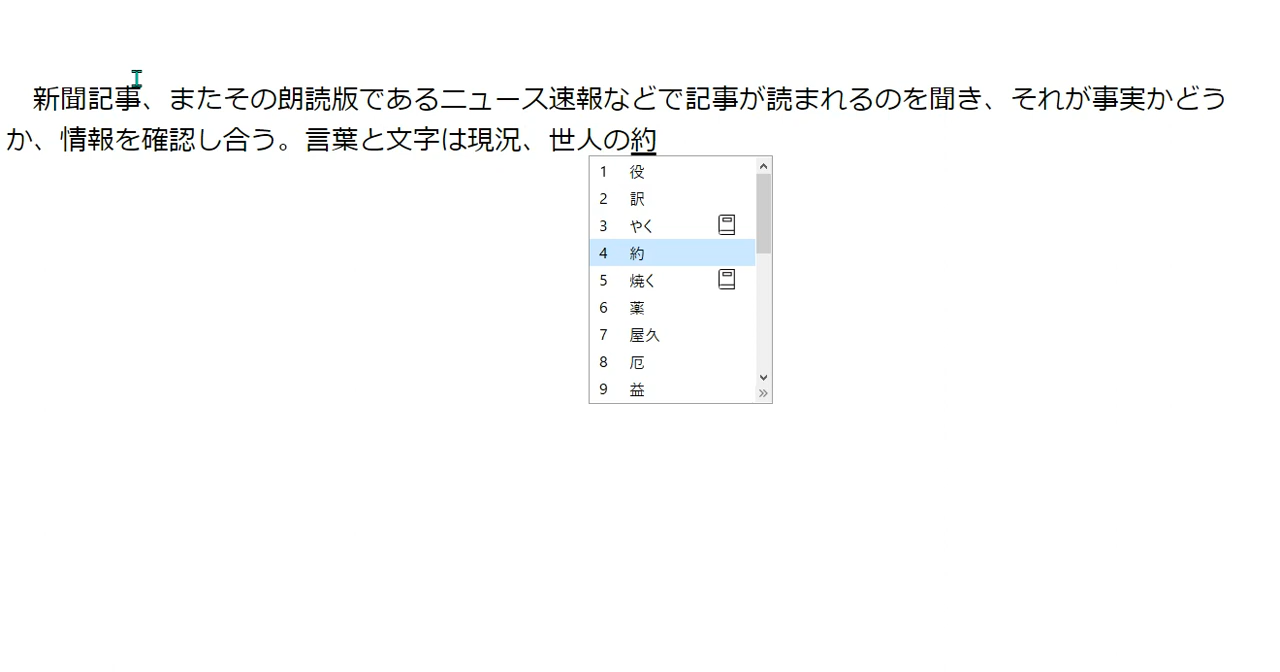 新聞記事、またその朗読版であるニュース速報などで記事が読まれるのを聞き、それが事実かどう
か、情報を確認し合う。言葉と文字は現況、世人の約
1 役
2 訳
3 やく
4 約
5 焼く
6 薬
7 屋久
8 厄
9 益